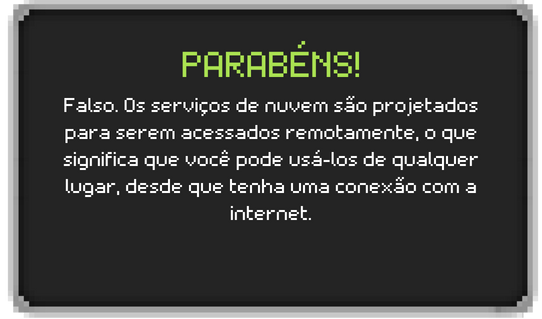 PARABÉNS!
Falso. Os serviços de nuvem são projetados
para serem acessados remotamente, o que
significa que você pode usá-los de qualquer
lugar, desde que tenha uma conexão com a
internet.